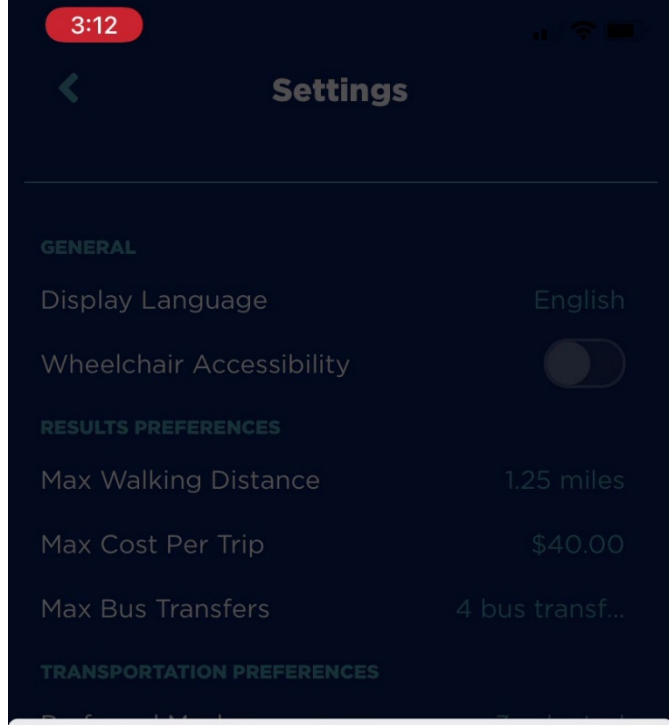 3:12
Settings
GENERAL
Display Language English
Wheelchair Accessibility
RESULTS PREFERENCES
Max Walking Distance 1.25 miles
Max Cost Per Trip $40.00
Max Bus Transfers 4 bus transf...
TRANSPORTATION PREFERENCES